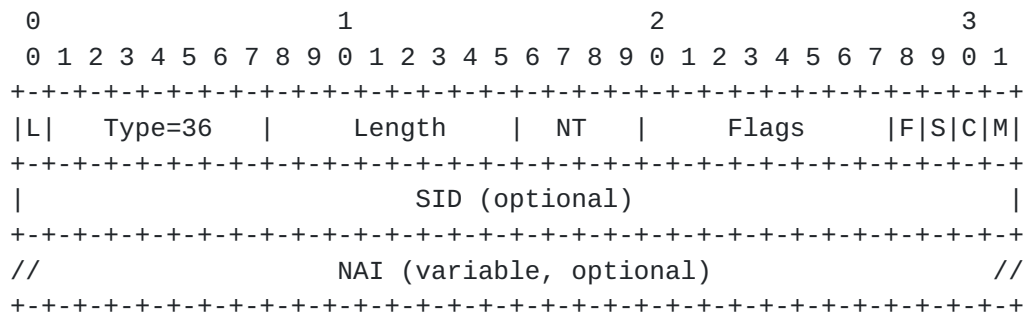 0                   1                   2                   3
 0 1 2 3 4 5 6 7 8 9 0 1 2 3 4 5 6 7 8 9 0 1 2 3 4 5 6 7 8 9 0 1
+-+-+-+-+-+-+-+-+-+-+-+-+-+-+-+-+-+-+-+-+-+-+-+-+-+-+-+-+-+-+-+-+
|L|   Type=36   |     Length    |  NT   |     Flags     |F|S|C|M|
+-+-+-+-+-+-+-+-+-+-+-+-+-+-+-+-+-+-+-+-+-+-+-+-+-+-+-+-+-+-+-+-+
|                         SID (optional)                        |
+-+-+-+-+-+-+-+-+-+-+-+-+-+-+-+-+-+-+-+-+-+-+-+-+-+-+-+-+-+-+-+-+
//                   NAI (variable, optional)                  //
+-+-+-+-+-+-+-+-+-+-+-+-+-+-+-+-+-+-+-+-+-+-+-+-+-+-+-+-+-+-+-+-+